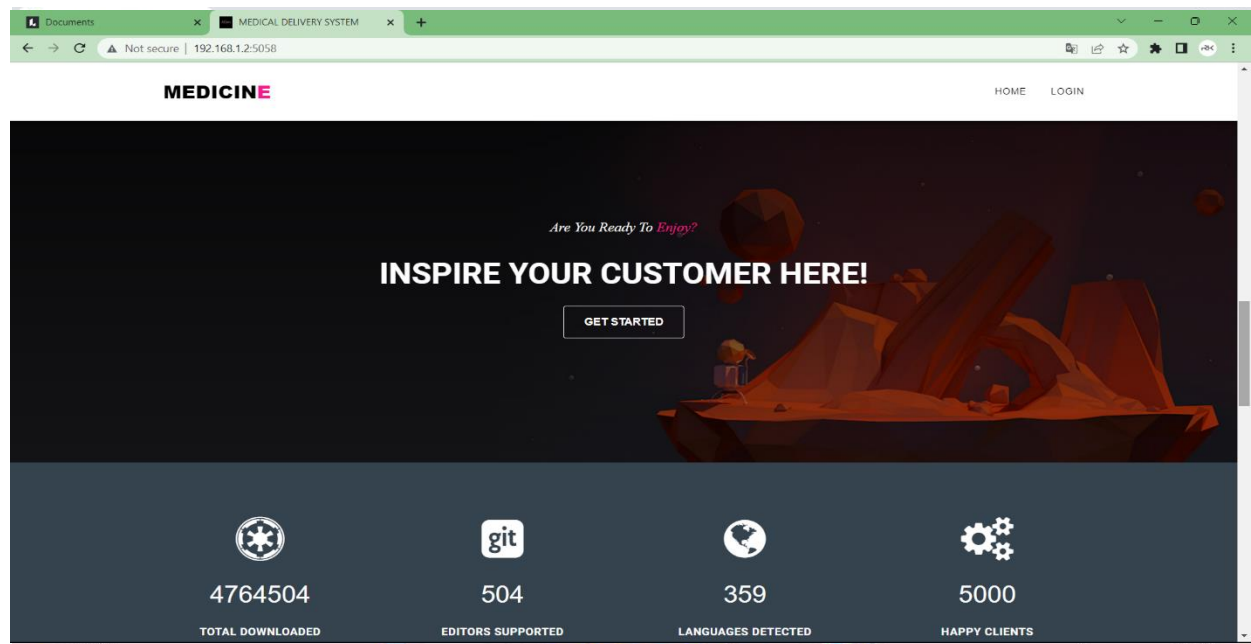 Documents
MEDICAL DELIVERY SYSTEM
Not secure | 192.168.1.2:5058
MEDICINE
HOME LOGIN
Are You Ready To Enjoy?
INSPIRE YOUR CUSTOMER HERE!
GET STARTED
git
4764504 504 359 5000
TOTAL DOWNLOADED EDITORS SUPPORTED LANGUAGES DETECTED HAPPY CLIENTS